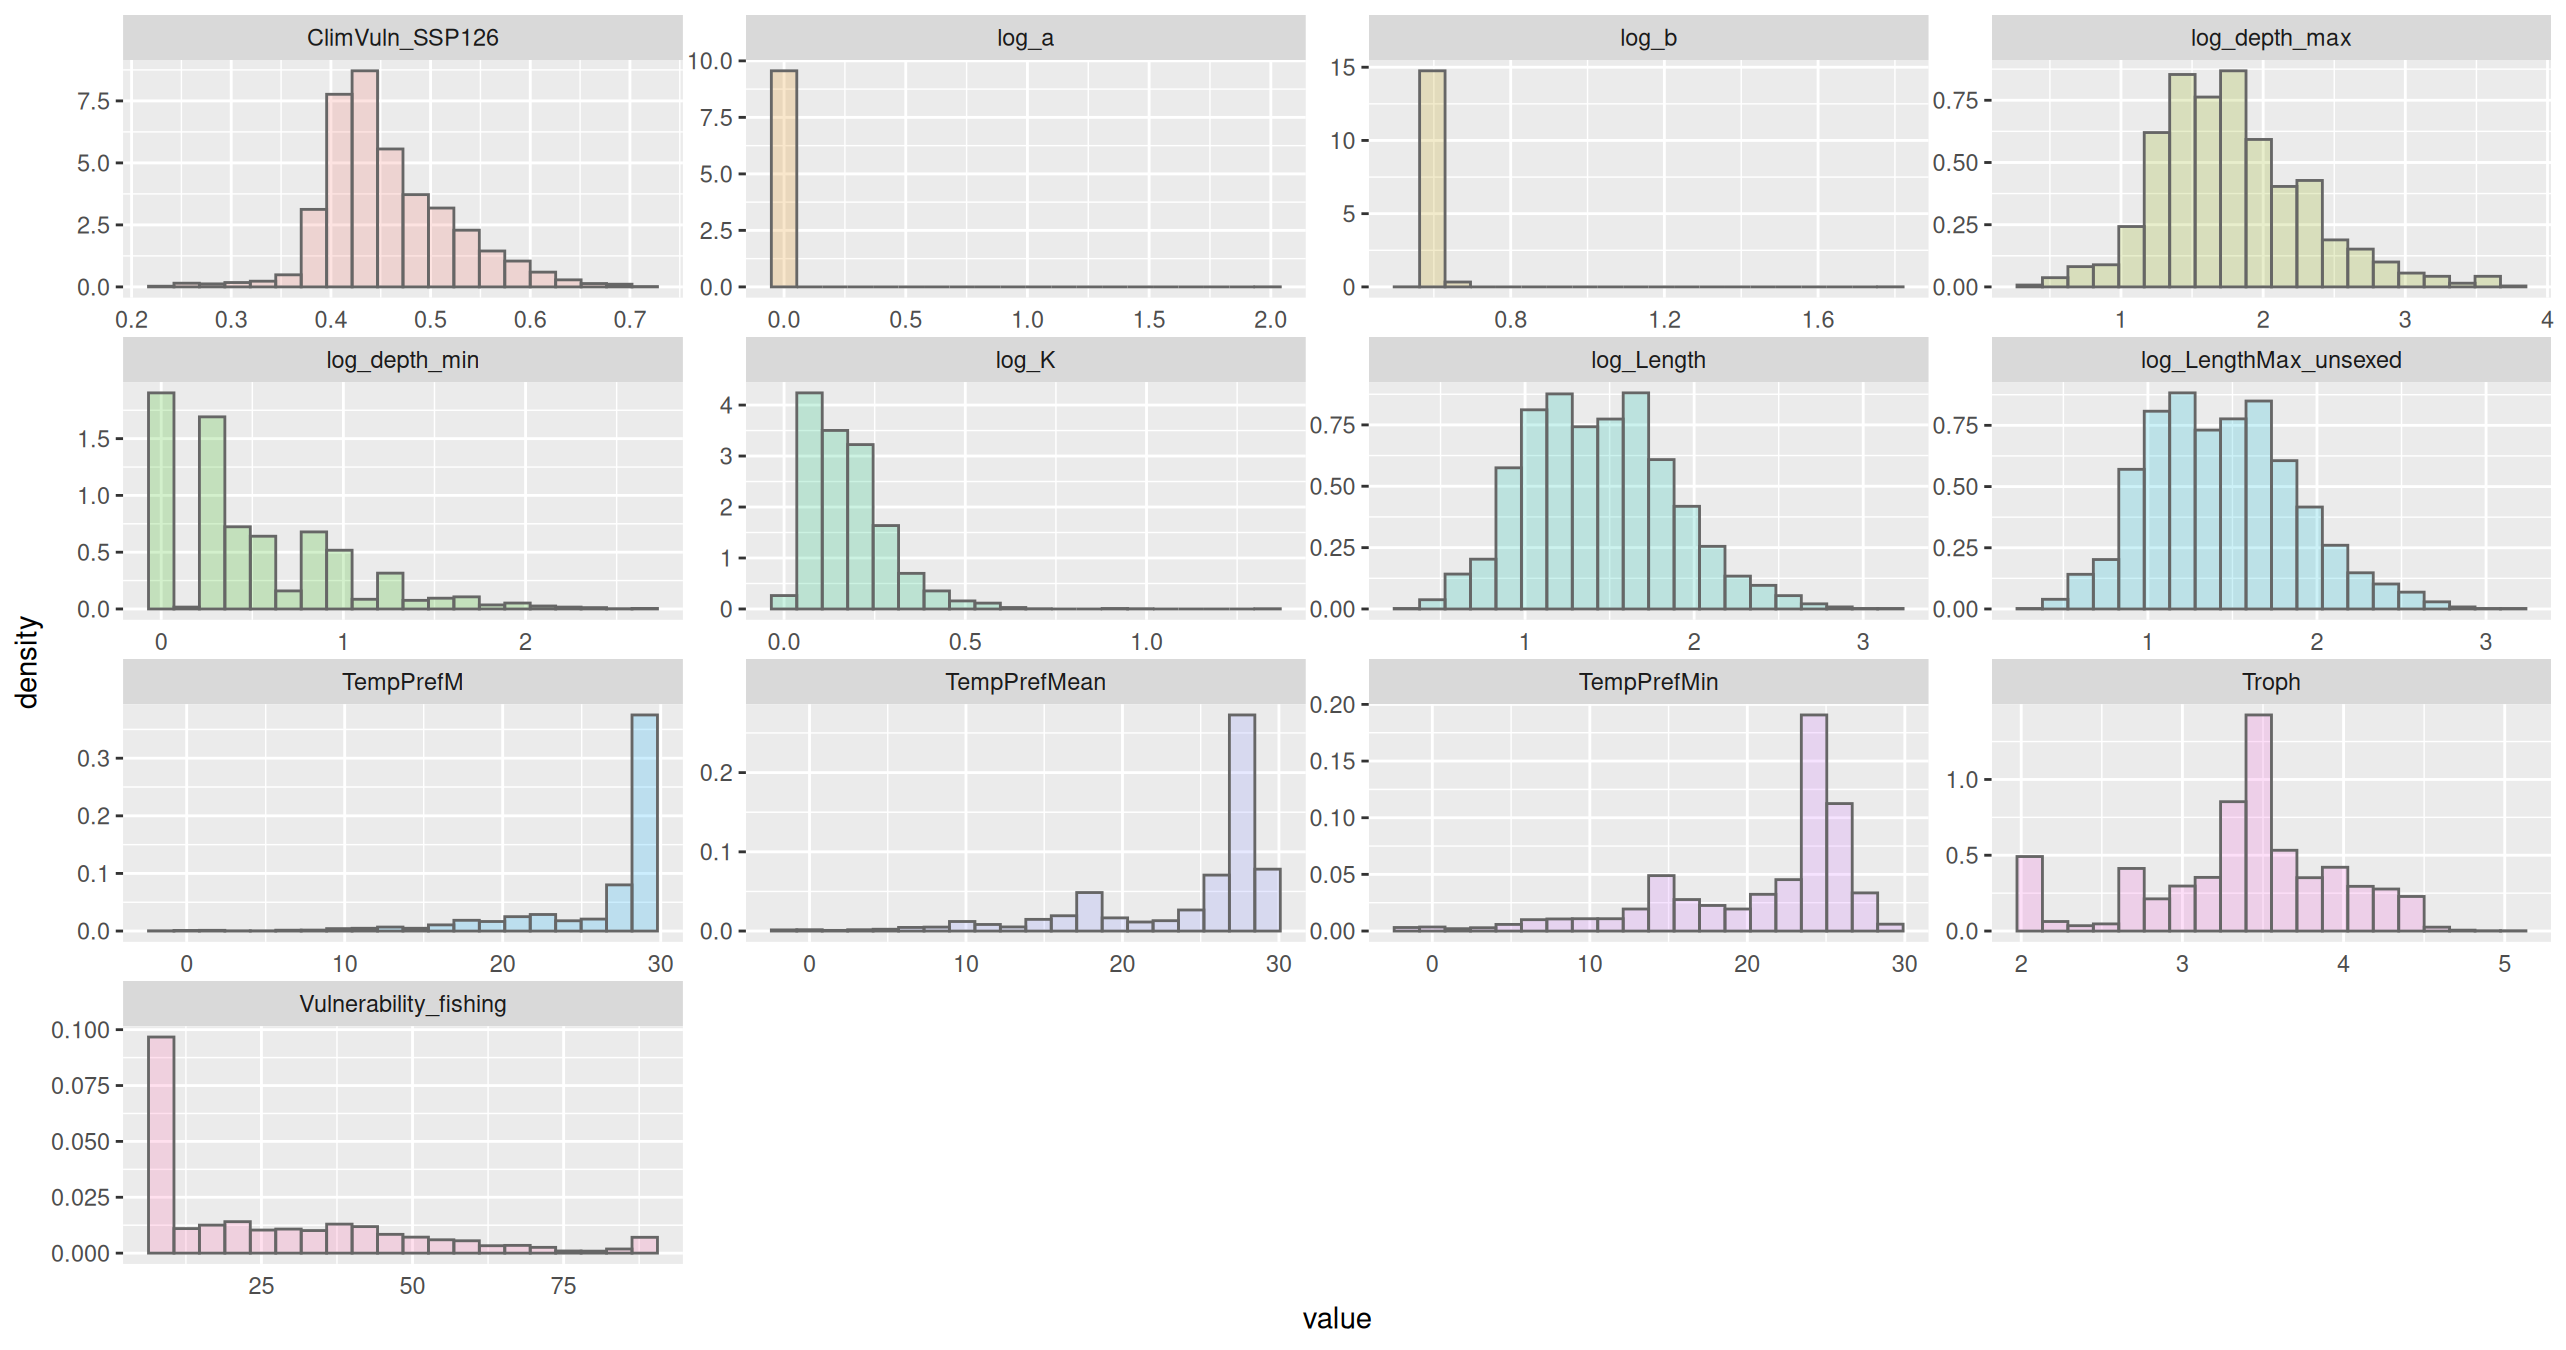 ClimVuln_SSP126
log_a
log_b
log_depth_max
7.5
5.0
2.5
0.0
0.2 0.3 0.4 0.5 0.6 0.7
10.0
7.5
5.0
2.5
0.0
0.0 0.5 1.0 1.5 2.0
15
10
5
0
0.8 1.2 1.6
0.75
0.50
0.25
0.00
1 2 3 4
log_depth_min
log_K
log_Length
log_LengthMax_unsexed
1.5
1.0
0.5
0.0
0 1 2
4
3
2
1
0
0.0 0.5 1.0
0.75
0.50
0.25
0.00
1 2 3
0.75
0.50
0.25
0.00
1 2 3
TempPrefM
TempPrefMean
TempPrefMin
Troph
0.3
0.2
0.1
0.0
0 10 20 30
0.2
0.1
0.0
0 10 20 30
0.20
0.15
0.10
0.05
0.00
0 10 20 30
1.0
0.5
0.0
2 3 4 5
Vulnerability_fishing
0.100
0.075
0.050
0.025
0.000
25 50 75
density
value